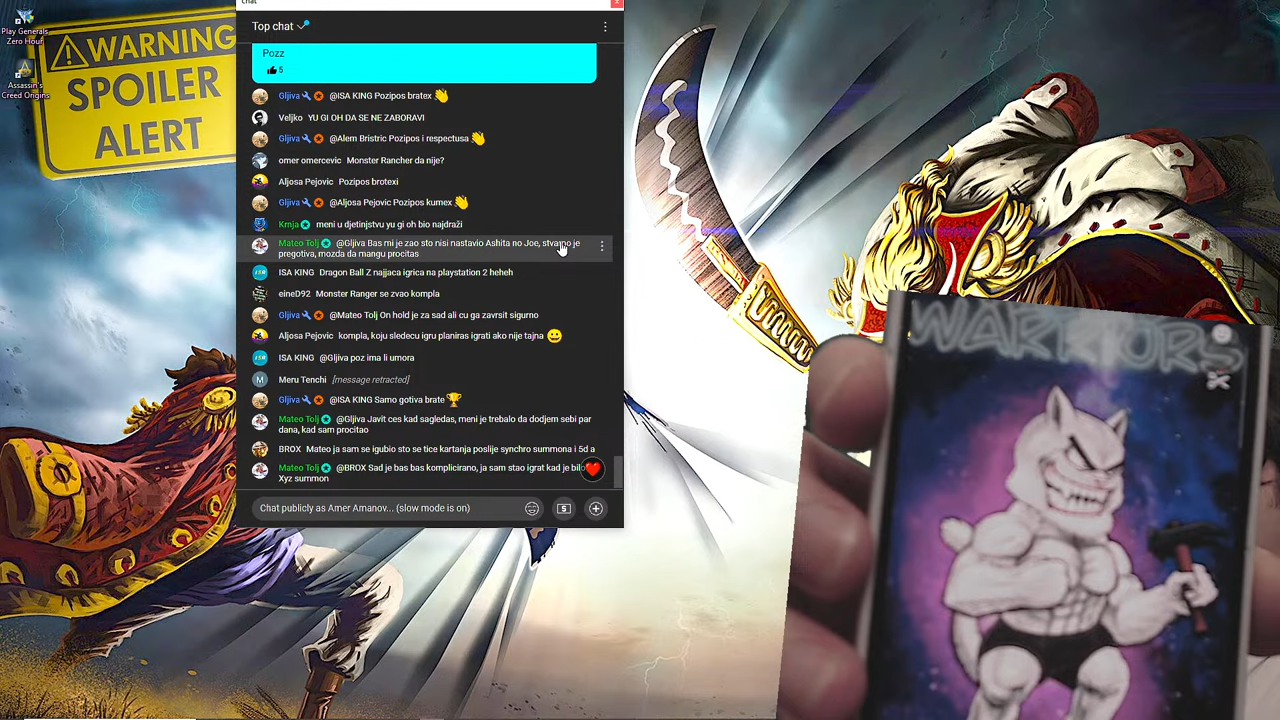 Play Generals
Zero Hour
Assassin's
Creed Origins
WARNING
SPOILER
ALERT
Chat
Top chat
Pozz
5
Gljiva @ISA KING Pozipos bratex
Veljko YU GI OH DA SE NE ZABORAVI
Gljiva @Alem Bristric Pozipos i respectusa
omer omercevic Monster Rancher da nije?
Aljosa Pejovic Pozipos brotexi
Gljiva @Aljosa Pejovic Pozipos kumex
Krnja meni u djetinjstvu yu gi oh bio najdraži
Mateo Tolj @Gljiva Bas mi je zao sto nisi nastavio Ashita no Joe, stvarno je
pregotiva, mozda da mangu procitas
ISA KING Dragon Ball Z najjaca igrica na playstation 2 heheh
eineD92 Monster Ranger se zvao kompla
Gljiva @Mateo Tolj On hold je za sad ali cu ga zavrsit sigurno
Aljosa Pejovic kompla, koju sledecu igru planiras igrati ako nije tajna
ISA KING @Gljiva poz ima li umora
M Meru Tenchi [message retracted]
Gljiva @ISA KING Samo gotiva brate
Mateo Tolj @Gljiva Javit ces kad sagledas, meni je trebalo da dodjem sebi par
dana, kad sam procitao
BROX Mateo ja sam se igubio sto se tice kartanja poslije synchro summona i 5d a
Mateo Tolj @BROX Sad je bas bas komplicirano, ja sam stao igrat kad je bilo
Xyz summon
Chat publicly as Amer Amanov... (slow mode is on)
WARRIORS